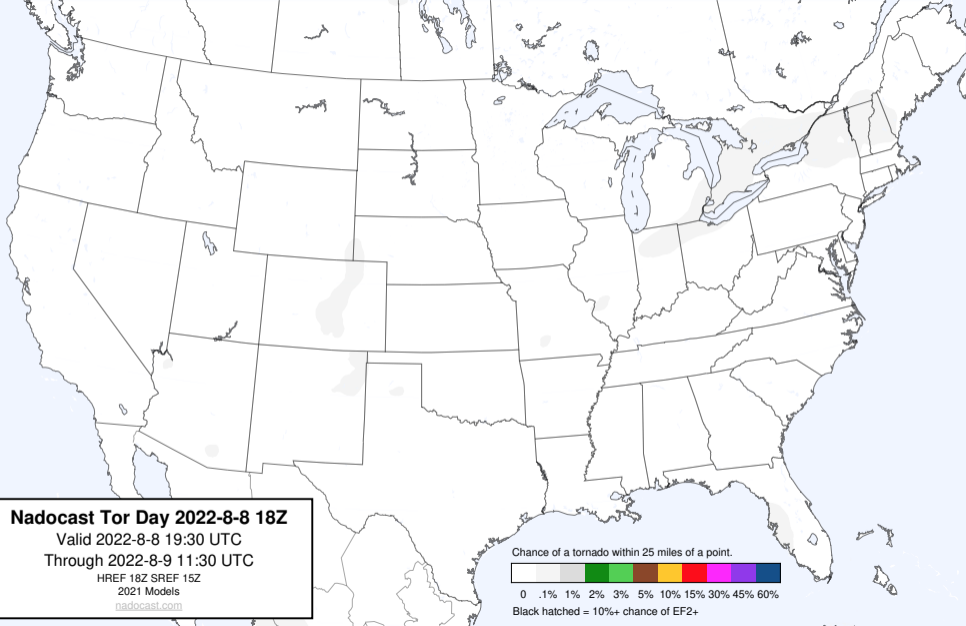 Nadocast Tor Day 2022-8-8 18Z
Valid 2022-8-8 19:30 UTC
Through 2022-8-9 11:30 UTC
HREF 18Z SREF 15Z
2021 Models
nadocast.com
Chance of a tornado within 25 miles of a point.
0 .1% 1% 2% 3% 5% 10% 15% 30% 45% 60%
Black hatched = 10%+ chance of EF2+